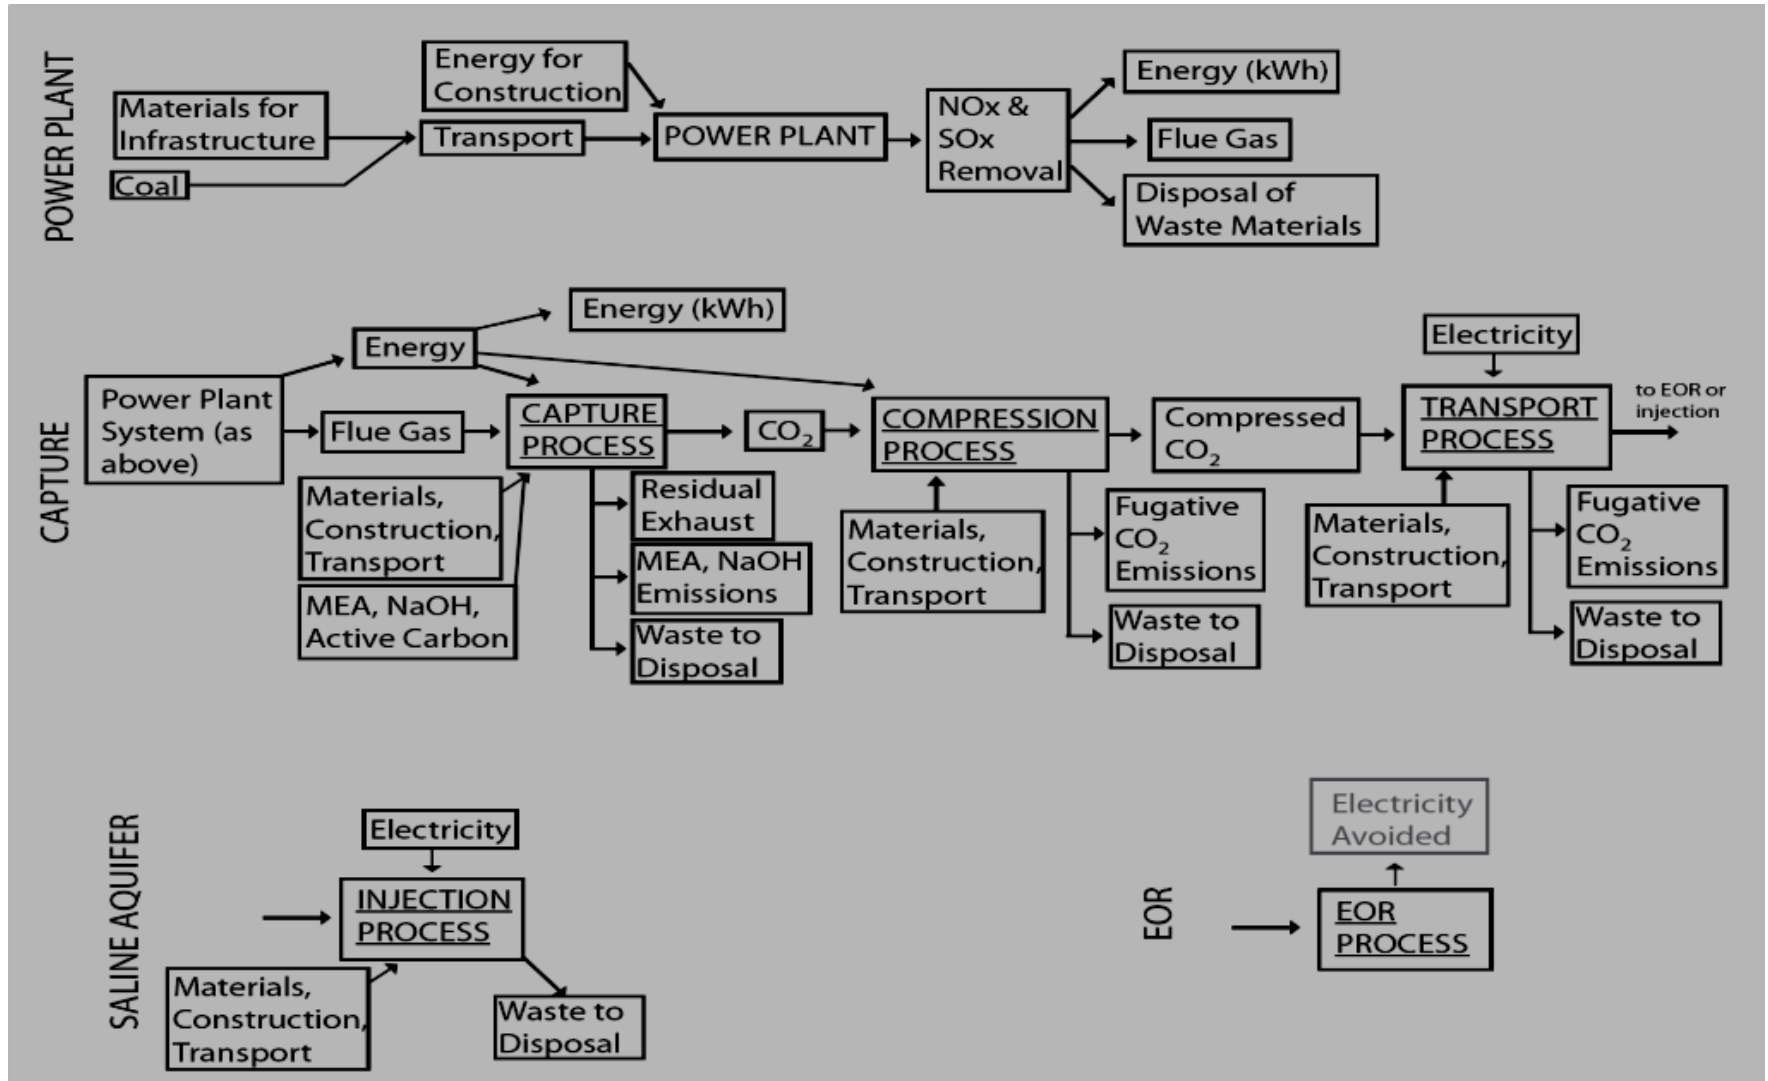 POWER PLANT
Materials for
Infrastructure
Coal
Energy for
Construction
Transport
POWER PLANT
NOx &
SOx
Removal
Energy (kWh)
Flue Gas
Disposal of
Waste Materials
CAPTURE
Power Plant
System (as
above)
Energy
Energy (kWh)
Flue Gas
CAPTURE
PROCESS
Materials,
Construction,
Transport
MEA, NaOH,
Active Carbon
Residual
Exhaust
MEA, NaOH
Emissions
Waste to
Disposal
CO₂
COMPRESSION
PROCESS
Materials,
Construction,
Transport
Fugative
CO₂
Emissions
Waste to
Disposal
Compressed
CO₂
Electricity
TRANSPORT
PROCESS
to EOR or
injection
Materials,
Construction,
Transport
Fugative
CO₂
Emissions
Waste to
Disposal
SALINE AQUIFER
Electricity
INJECTION
PROCESS
Materials,
Construction,
Transport
Waste to
Disposal
EOR
Electricity
Avoided
EOR
PROCESS